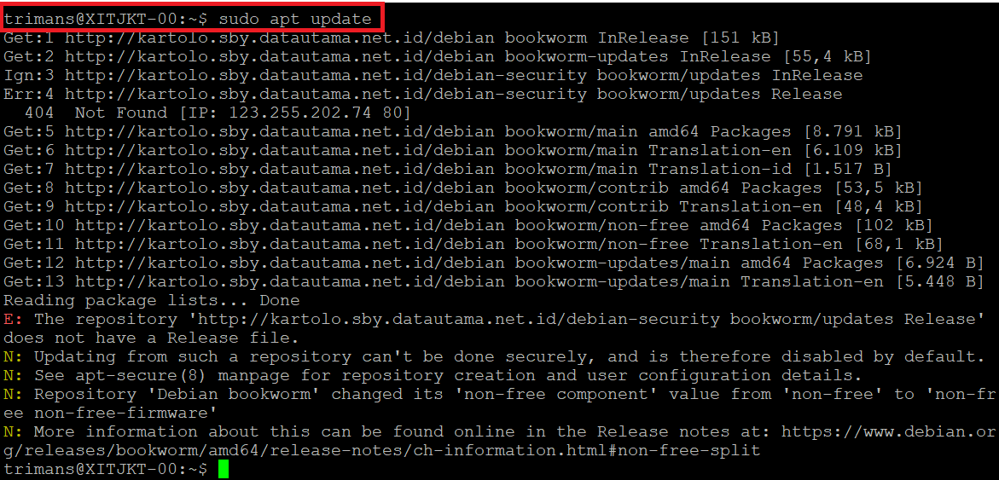 trimans@XITJKT-00:~$ sudo apt update
Get:1 http://kartolo.sby.datautama.net.id/debian bookworm InRelease [151 kB]
Get:2 http://kartolo.sby.datautama.net.id/debian bookworm-updates InRelease [55,4 kB]
Ign:3 http://kartolo.sby.datautama.net.id/debian-security bookworm/updates InRelease
Err:4 http://kartolo.sby.datautama.net.id/debian-security bookworm/updates Release
  404  Not Found [IP: 123.255.202.74 80]
Get:5 http://kartolo.sby.datautama.net.id/debian bookworm/main amd64 Packages [8.791 kB]
Get:6 http://kartolo.sby.datautama.net.id/debian bookworm/main Translation-en [6.109 kB]
Get:7 http://kartolo.sby.datautama.net.id/debian bookworm/main Translation-id [1.517 B]
Get:8 http://kartolo.sby.datautama.net.id/debian bookworm/contrib amd64 Packages [53,5 kB]
Get:9 http://kartolo.sby.datautama.net.id/debian bookworm/contrib Translation-en [48,4 kB]
Get:10 http://kartolo.sby.datautama.net.id/debian bookworm/non-free amd64 Packages [102 kB]
Get:11 http://kartolo.sby.datautama.net.id/debian bookworm/non-free Translation-en [68,1 kB]
Get:12 http://kartolo.sby.datautama.net.id/debian bookworm-updates/main amd64 Packages [6.924 B]
Get:13 http://kartolo.sby.datautama.net.id/debian bookworm-updates/main Translation-en [5.448 B]
Reading package lists... Done
E: The repository 'http://kartolo.sby.datautama.net.id/debian-security bookworm/updates Release'
does not have a Release file.
N: Updating from such a repository can't be done securely, and is therefore disabled by default.
N: See apt-secure(8) manpage for repository creation and user configuration details.
N: Repository 'Debian bookworm' changed its 'non-free component' value from 'non-free' to 'non-fr
ee non-free-firmware'
N: More information about this can be found online in the Release notes at: https://www.debian.or
g/releases/bookworm/amd64/release-notes/ch-information.html#non-free-split
trimans@XITJKT-00:~$